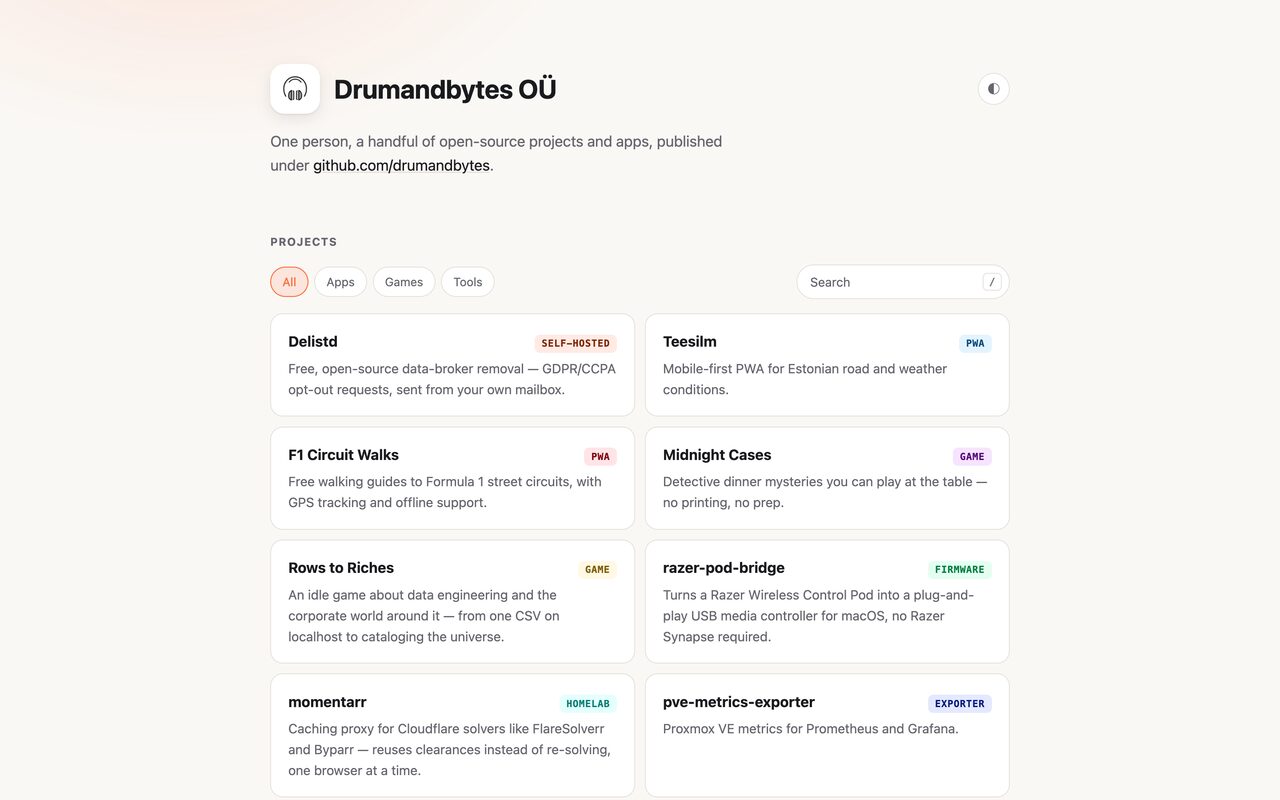 Drumandbytes OÜ
One person, a handful of open-source projects and apps, published
under github.com/drumandbytes.
PROJECTS
All
Apps
Games
Tools
Search
/
Delistd
SELF-HOSTED
Free, open-source data-broker removal — GDPR/CCPA
opt-out requests, sent from your own mailbox.
Teesilm
PWA
Mobile-first PWA for Estonian road and weather
conditions.
F1 Circuit Walks
PWA
Free walking guides to Formula 1 street circuits, with
GPS tracking and offline support.
Midnight Cases
GAME
Detective dinner mysteries you can play at the table —
no printing, no prep.
Rows to Riches
GAME
An idle game about data engineering and the
corporate world around it — from one CSV on
localhost to cataloging the universe.
razer-pod-bridge
FIRMWARE
Turns a Razer Wireless Control Pod into a plug-and-
play USB media controller for macOS, no Razer
Synapse required.
momentarr
HOMELAB
Caching proxy for Cloudflare solvers like FlareSolverr
and Byparr — reuses clearances instead of re-solving,
one browser at a time.
pve-metrics-exporter
EXPORTER
Proxmox VE metrics for Prometheus and Grafana.